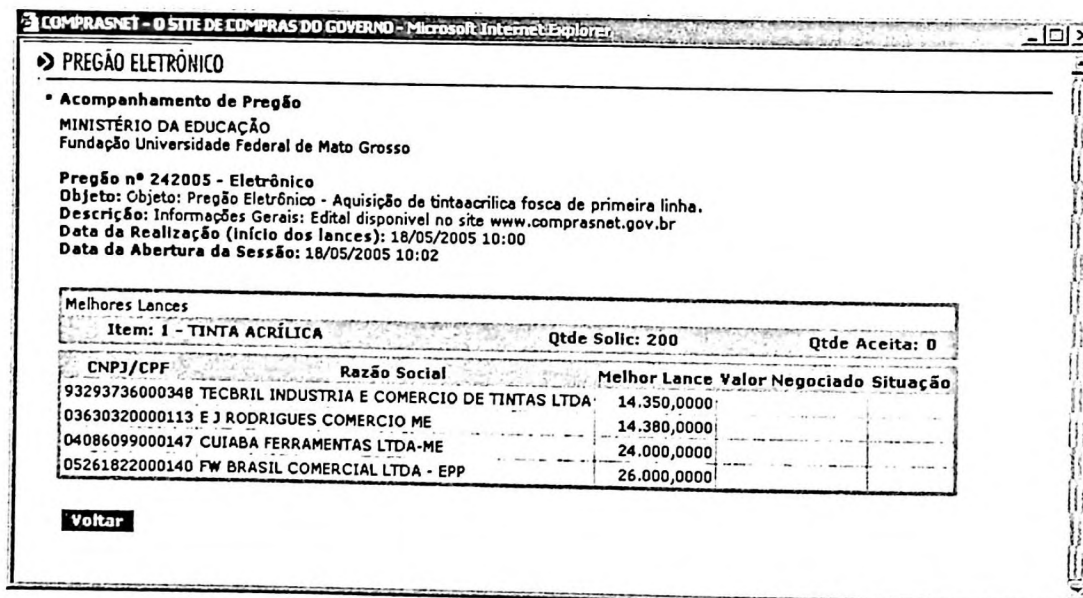 COMPRASNET - O SITE DE COMPRAS DO GOVERNO - Microsoft Internet Explorer
PREGÃO ELETRÔNICO
Acompanhamento de Pregão
MINISTÉRIO DA EDUCAÇÃO
Fundação Universidade Federal de Mato Grosso
Pregão nº 242005 - Eletrônico
Objeto: Objeto: Pregão Eletrônico - Aquisição de tintaacrilica fosca de primeira linha.
Descrição: Informações Gerais: Edital disponivel no site www.comprasnet.gov.br
Data da Realização (início dos lances): 18/05/2005 10:00
Data da Abertura da Sessão: 18/05/2005 10:02
Melhores Lances
Item: 1 - TINTA ACRÍLICA Qtde Solic: 200 Qtde Aceita: 0
CNPJ/CPF Razão Social Melhor Lance Valor Negociado Situação
93293736000348 TECBRIL INDUSTRIA E COMERCIO DE TINTAS LTDA 14.350,0000
03630320000113 E J RODRIGUES COMERCIO ME 14.380,0000
04086099000147 CUIABA FERRAMENTAS LTDA-ME 24.000,0000
05261822000140 FW BRASIL COMERCIAL LTDA - EPP 26.000,0000
Voltar